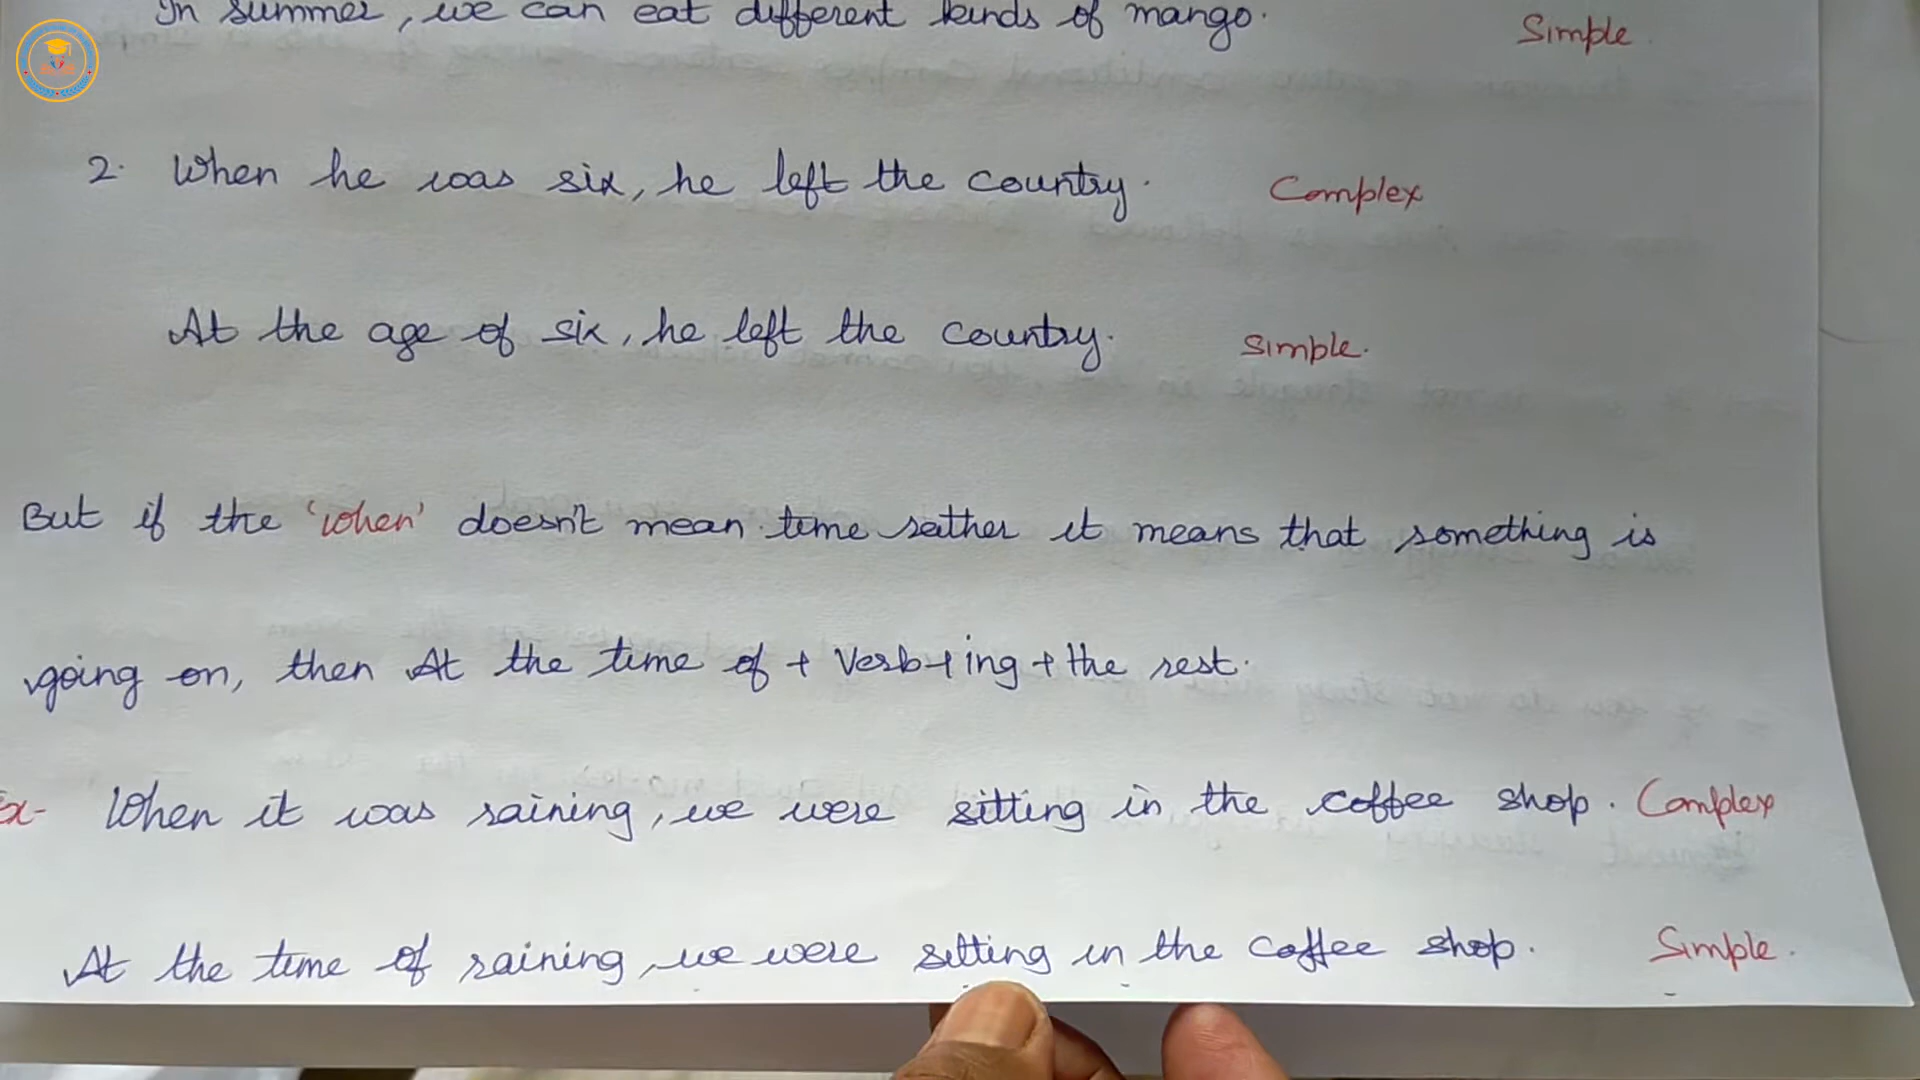 In summer, we can eat different kinds of mango. Simple.
2. When he was six, he left the country. Complex
At the age of six, he left the country. Simple.
But if the 'when' doesn't mean time rather it means that something is
going on, then At the time of + Verb + ing + the rest.
Ex- When it was raining, we were sitting in the coffee shop. Complex
At the time of raining, we were sitting in the coffee shop. Simple.